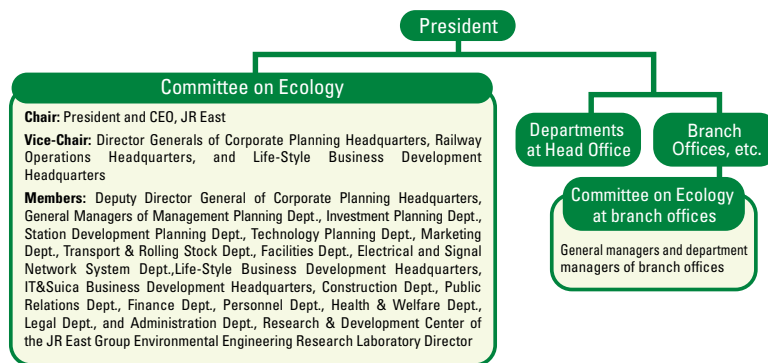 President
Committee on Ecology
Chair: President and CEO, JR East
Vice-Chair: Director Generals of Corporate Planning Headquarters, Railway
Operations Headquarters, and Life-Style Business Development
Headquarters
Members: Deputy Director General of Corporate Planning Headquarters,
General Managers of Management Planning Dept., Investment Planning Dept.,
Station Development Planning Dept., Technology Planning Dept., Marketing
Dept., Transport & Rolling Stock Dept., Facilities Dept., Electrical and Signal
Network System Dept.,Life-Style Business Development Headquarters,
IT&Suica Business Development Headquarters, Construction Dept., Public
Relations Dept., Finance Dept., Personnel Dept., Health & Welfare Dept.,
Legal Dept., and Administration Dept., Research & Development Center of
the JR East Group Environmental Engineering Research Laboratory Director
Departments
at Head Office
Branch
Offices, etc.
Committee on Ecology
at branch offices
General managers and department
managers of branch offices